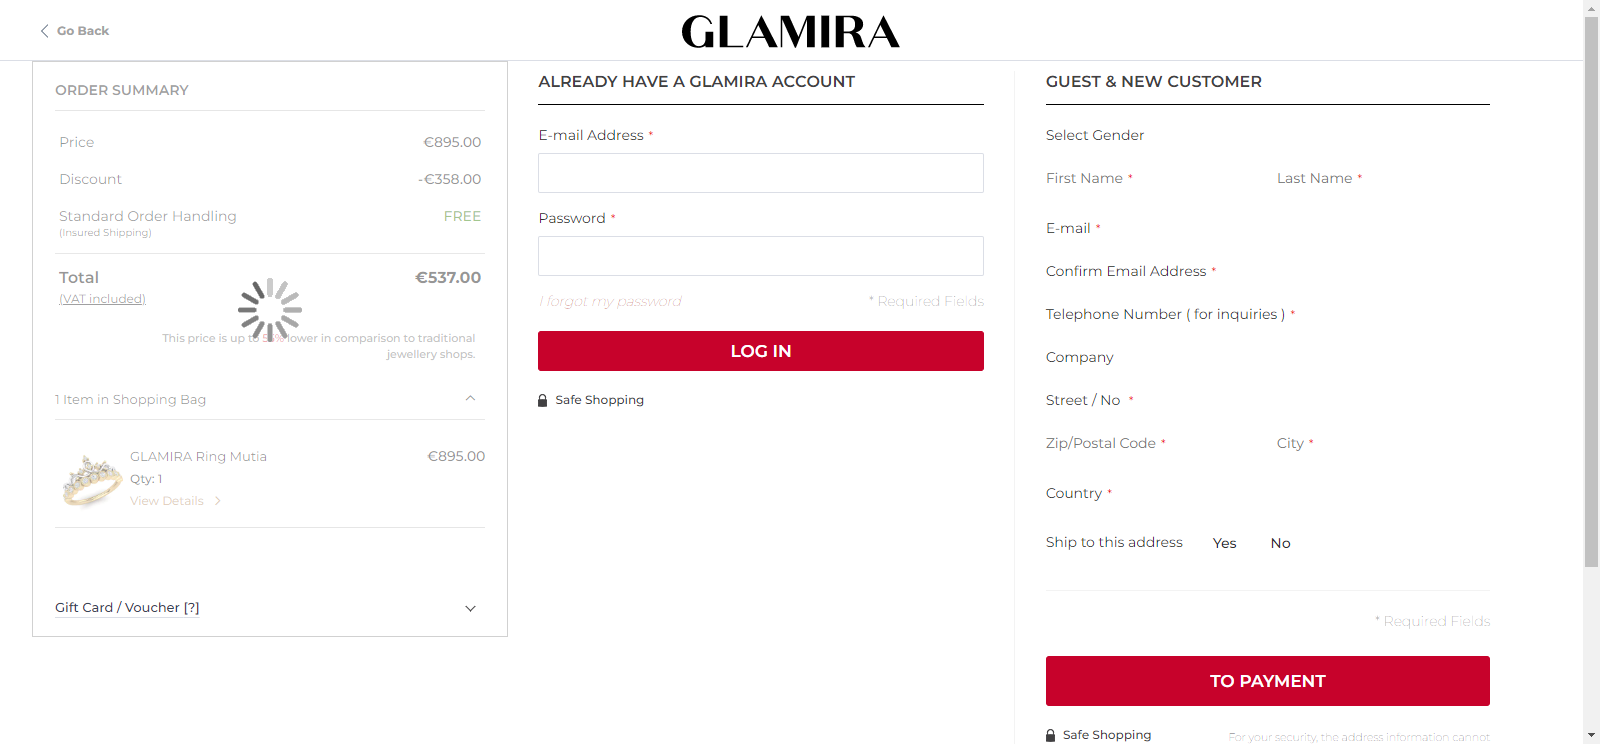 Go Back
GLAMIRA
ORDER SUMMARY
Price €895.00
Discount -€358.00
Standard Order Handling FREE
(Insured Shipping)
Total €537.00
(VAT included)
This price is up to lower in comparison to traditional
jewellery shops.
1 Item in Shopping Bag
GLAMIRA Ring Mutia €895.00
Qty: 1
View Details
Gift Card / Voucher [?]
ALREADY HAVE A GLAMIRA ACCOUNT
E-mail Address *
Password *
I forgot my password * Required Fields
LOG IN
Safe Shopping
GUEST & NEW CUSTOMER
Select Gender
First Name * Last Name *
E-mail *
Confirm Email Address *
Telephone Number ( for inquiries ) *
Company
Street / No *
Zip/Postal Code * City *
Country *
Ship to this address Yes No
* Required Fields
TO PAYMENT
Safe Shopping
For your security, the address information cannot